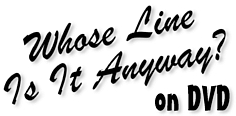 Whose Line
Is It Anyway?
on DVD